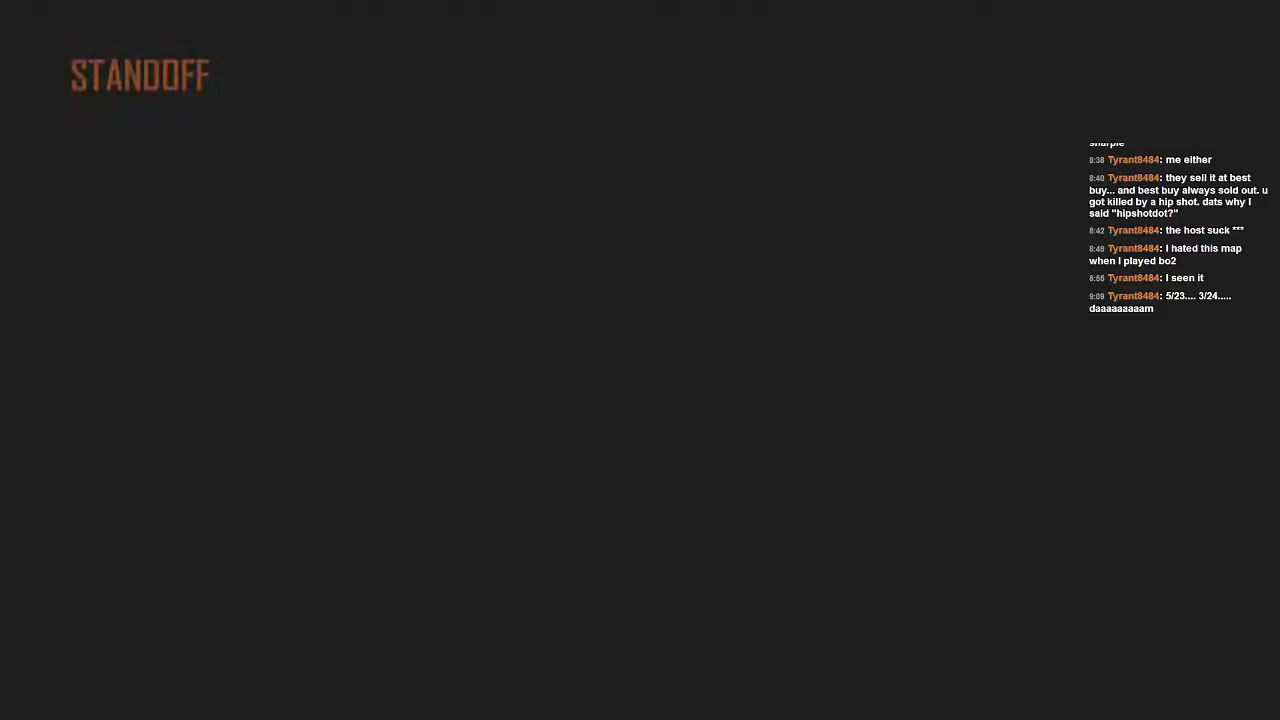 STANDOFF
sharpie
8:38 Tyrant8484: me either
8:40 Tyrant8484: they sell it at best
buy... and best buy always sold out. u
got killed by a hip shot. dats why I
said "hipshotdot?"
8:42 Tyrant8484: the host suck ***
8:49 Tyrant8484: I hated this map
when I played bo2
8:55 Tyrant8484: I seen it
9:09 Tyrant8484: 5/23.... 3/24.....
daaaaaaaam